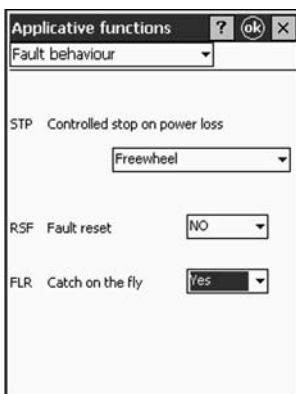 Applicative functions ? ok ×
Fault behaviour
STP Controlled stop on power loss
Freewheel
RSF Fault reset NO
FLR Catch on the fly Yes